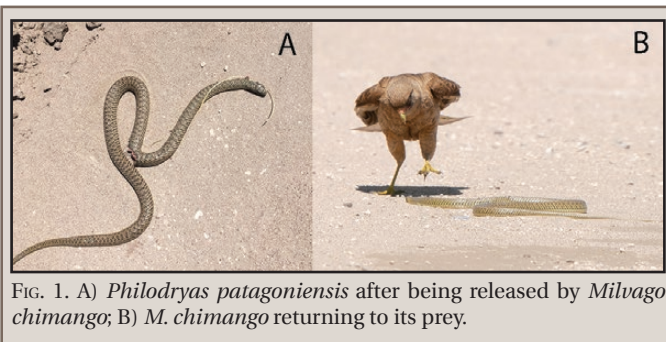 A
B
FIG. 1. A) Philodryas patagoniensis after being released by Milvago
chimango; B) M. chimango returning to its prey.